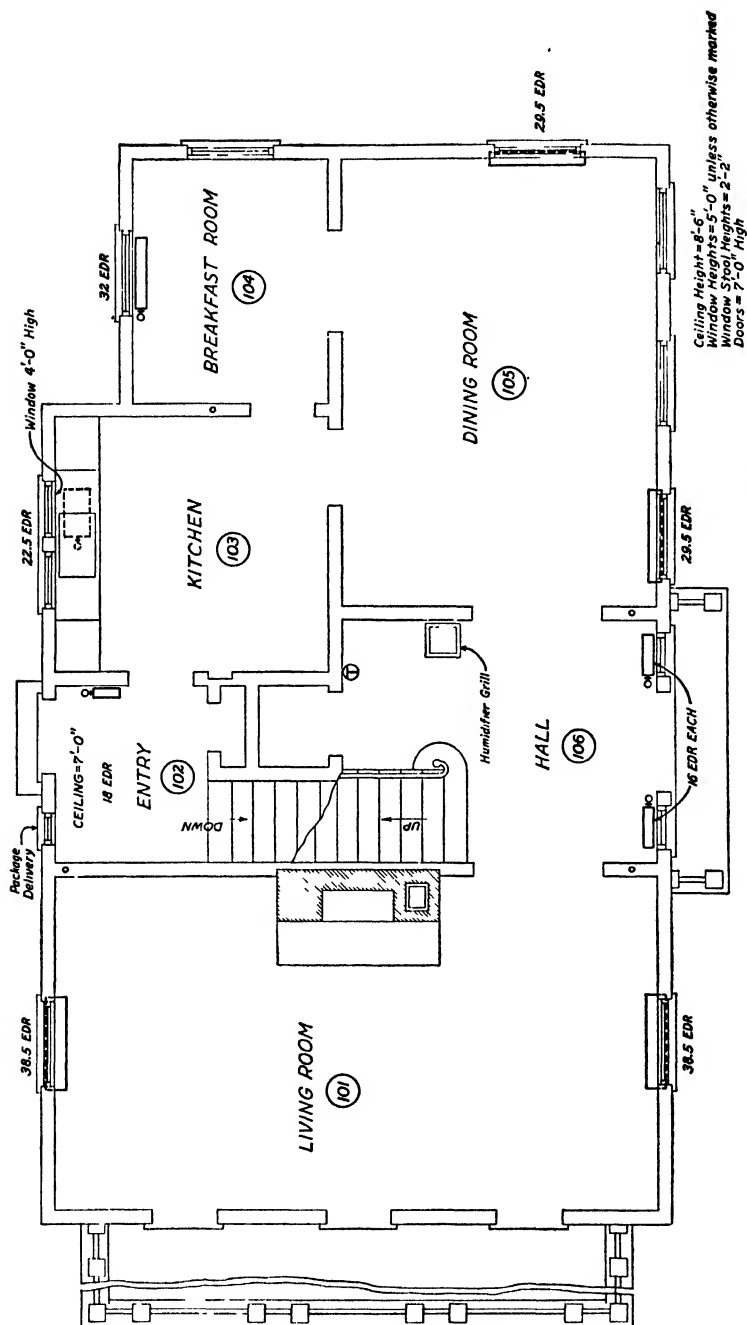 Package
Delivery
22.5 EDR
Window 4'-0" High
32 EDR
38.5 EDR
CEILING=7'-0"
18 EDR
ENTRY
102
KITCHEN
103
BREAKFAST ROOM
104
DOWN
UP
T
Humidifier Grill
LIVING ROOM
101
HALL
106
DINING ROOM
105
29.5 EDR
38.5 EDR
16 EDR EACH
29.5 EDR
Ceiling Height=8'-6"
Window Heights=5'-0" unless otherwise marked
Window Stool Heights=2'-2"
Doors = 7'-0" High